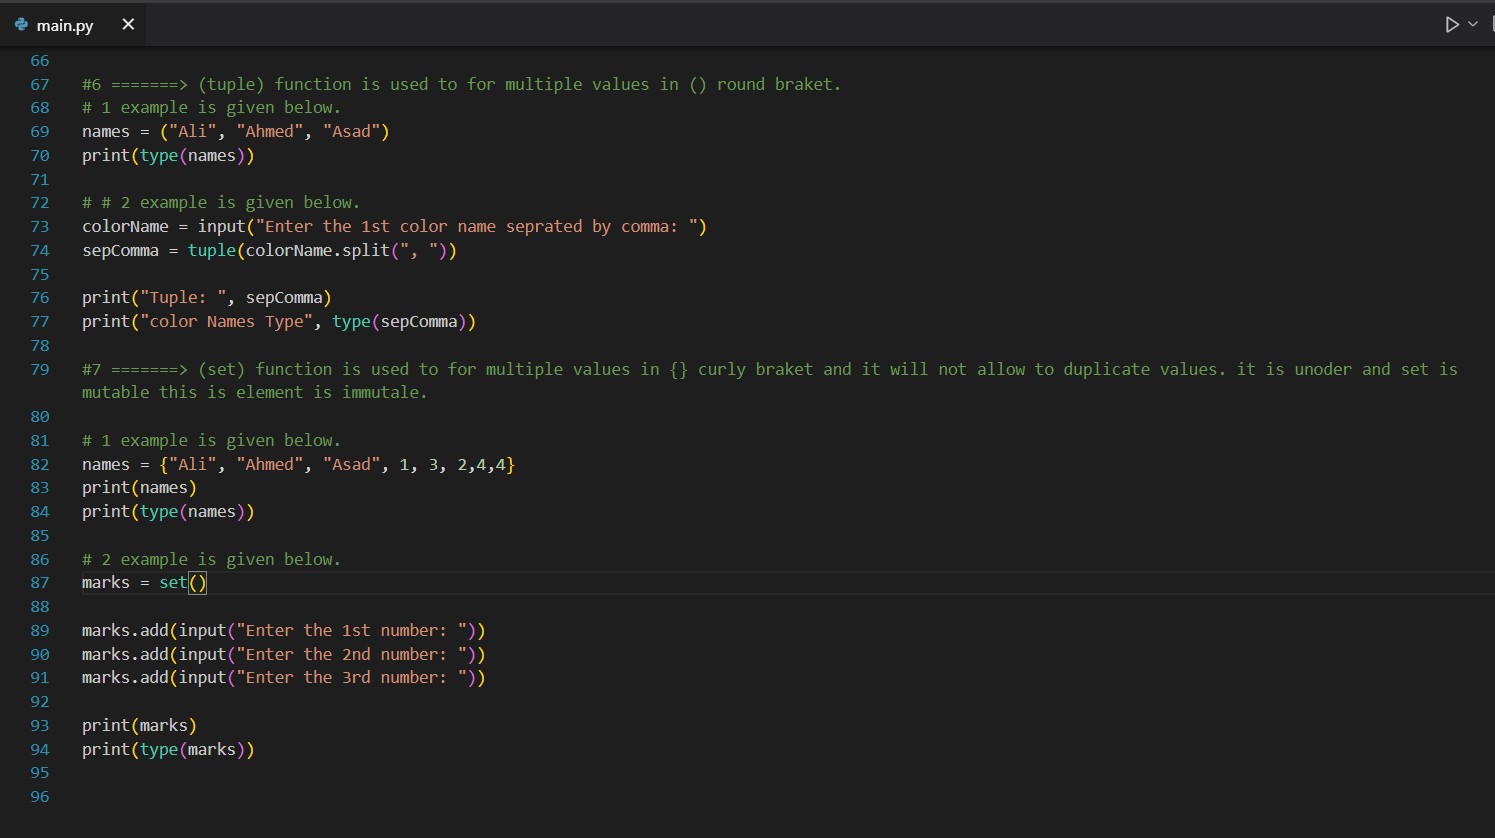 main.py
66
67 #6 =======> (tuple) function is used to for multiple values in () round braket.
68 # 1 example is given below.
69 names = ("Ali", "Ahmed", "Asad")
70 print(type(names))
71
72 # # 2 example is given below.
73 colorName = input("Enter the 1st color name seprated by comma: ")
74 sepComma = tuple(colorName.split(", "))
75
76 print("Tuple: ", sepComma)
77 print("color Names Type", type(sepComma))
78
79 #7 =======> (set) function is used to for multiple values in {} curly braket and it will not allow to duplicate values. it is unoder and set is
mutable this is element is immutale.
80
81 # 1 example is given below.
82 names = {"Ali", "Ahmed", "Asad", 1, 3, 2,4,4}
83 print(names)
84 print(type(names))
85
86 # 2 example is given below.
87 marks = set()
88
89 marks.add(input("Enter the 1st number: "))
90 marks.add(input("Enter the 2nd number: "))
91 marks.add(input("Enter the 3rd number: "))
92
93 print(marks)
94 print(type(marks))
95
96